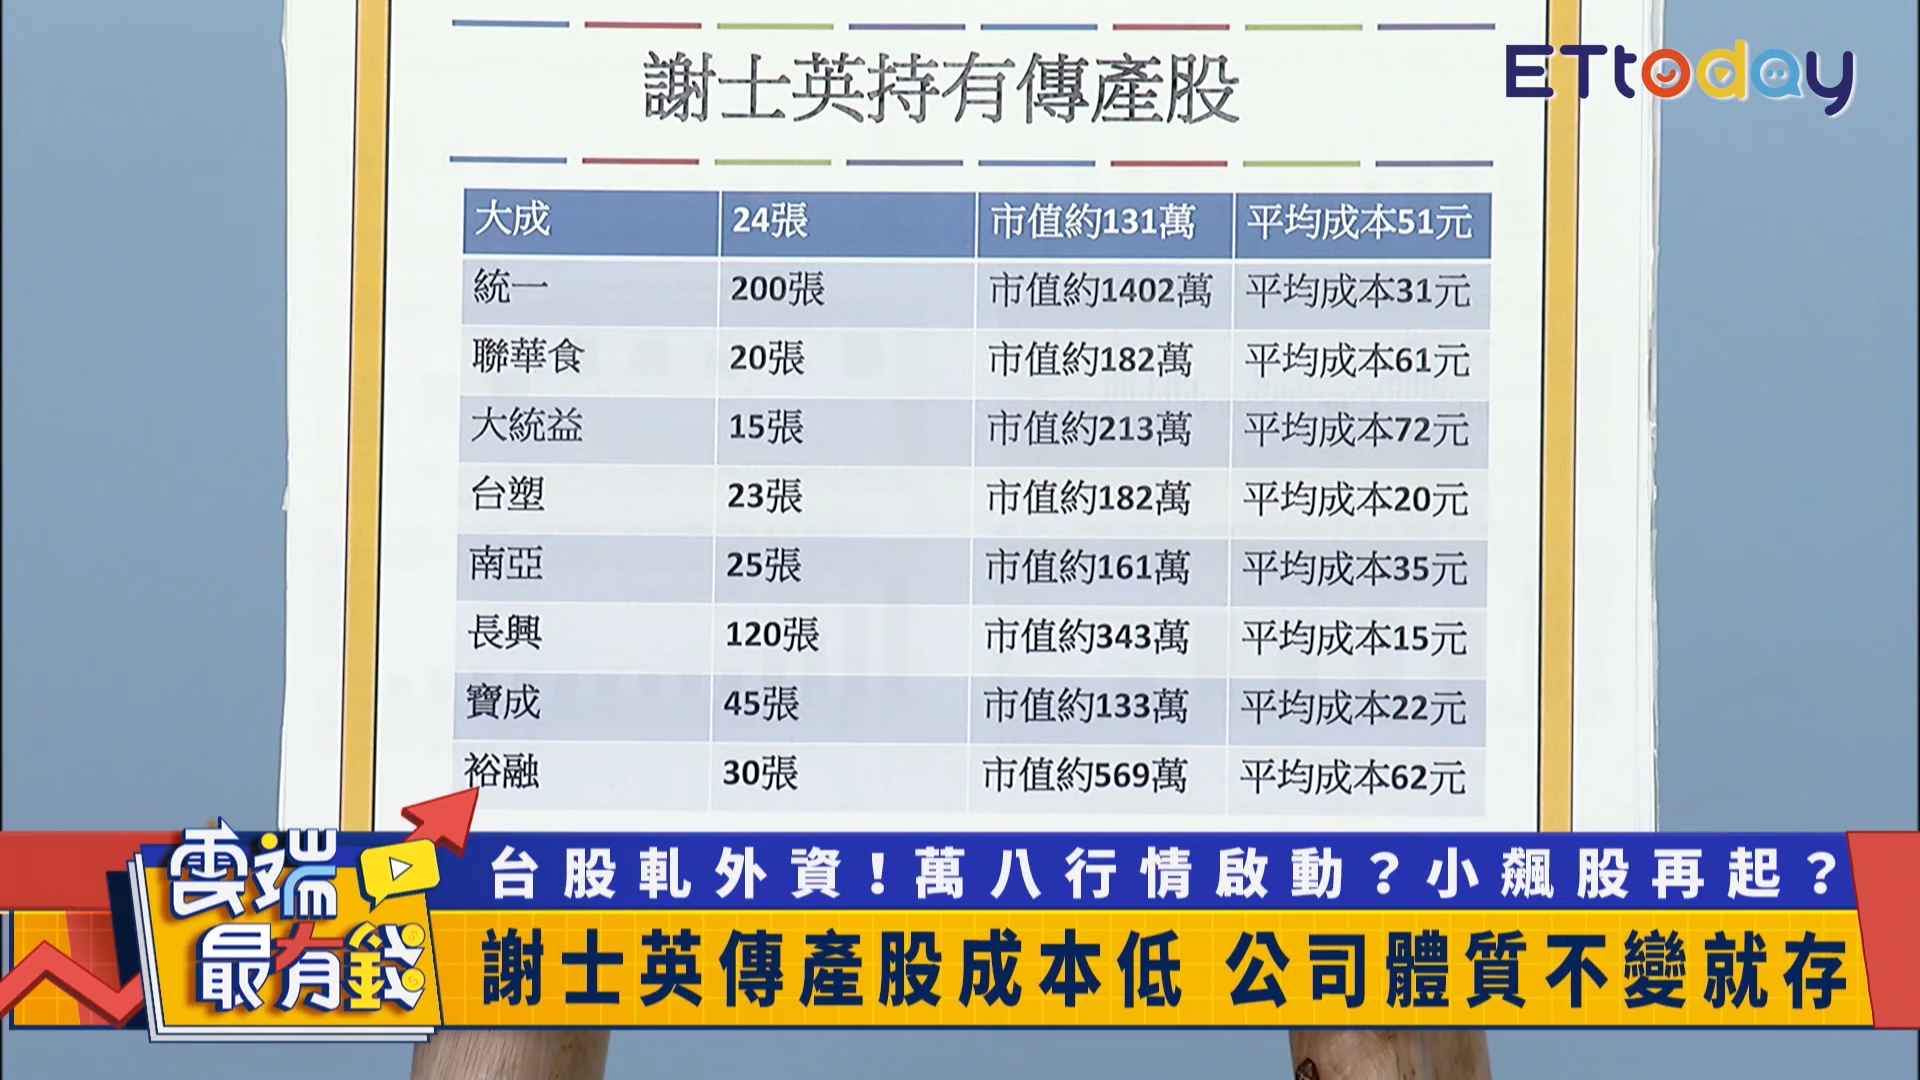 ETtoday
謝士英持有傳產股
大成 24張 市值約131萬 平均成本51元
統一 200張 市值約1402萬 平均成本31元
聯華食 20張 市值約182萬 平均成本61元
大統益 15張 市值約213萬 平均成本72元
台塑 23張 市值約182萬 平均成本20元
南亞 25張 市值約161萬 平均成本35元
長興 120張 市值約343萬 平均成本15元
寶成 45張 市值約133萬 平均成本22元
裕融 30張 市值約569萬 平均成本62元
雲端
最有錢
台股軋外資!萬八行情啟動?小飆股再起?
謝士英傳產股成本低 公司體質不變就存